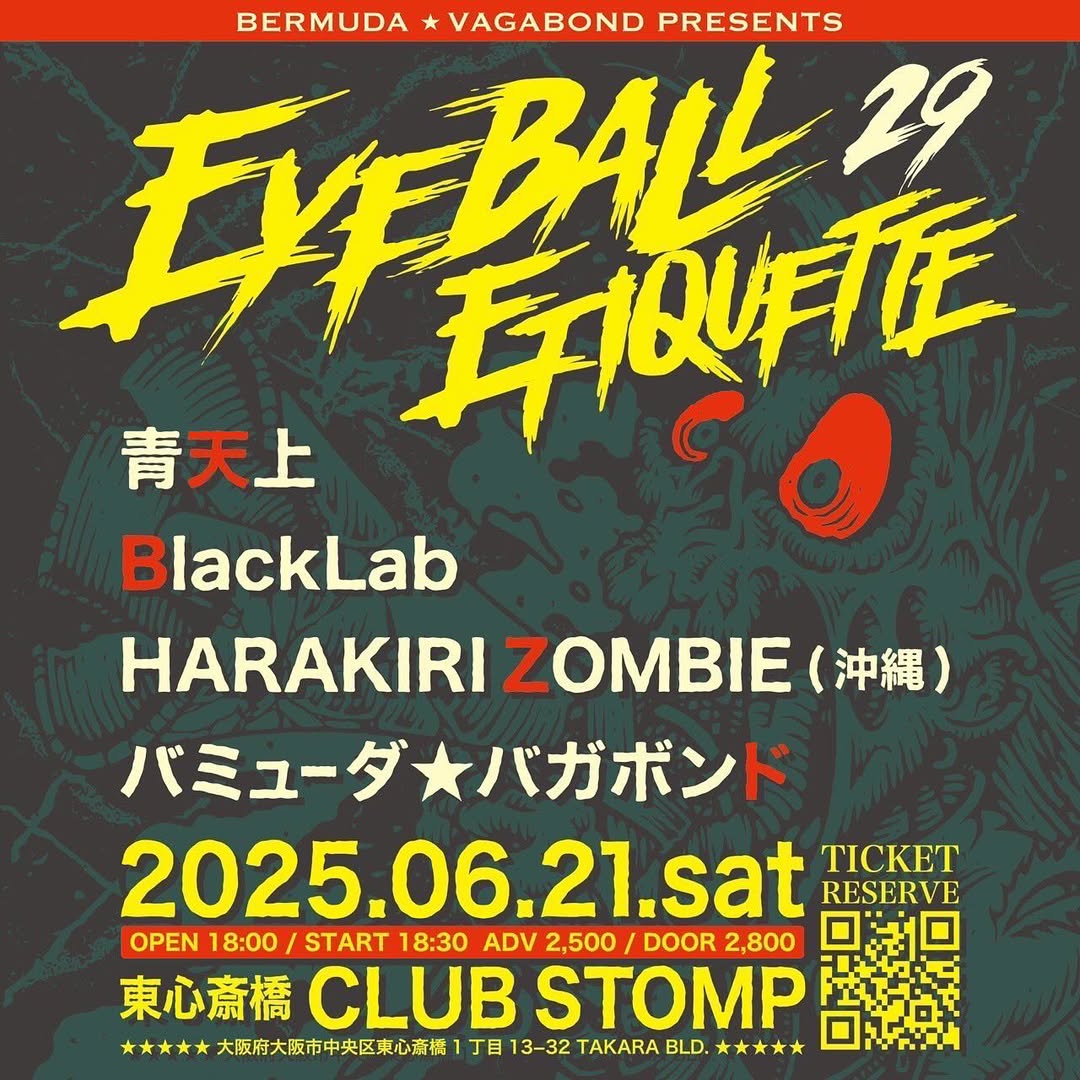 BERMUDA ★ VAGABOND PRESENTS
EYEBALL 29
ETIQUETTE
青天上
BlackLab
HARAKIRI ZOMBIE (沖縄)
バミューダ★バガボンド
2025.06.21.sat
TICKET
RESERVE
OPEN 18:00 / START 18:30 ADV 2,500 / DOOR 2,800
東心斎橋 CLUB STOMP
★★★★★ 大阪府大阪市中央区東心斎橋1丁目13-32 TAKARA BLD. ★★★★★